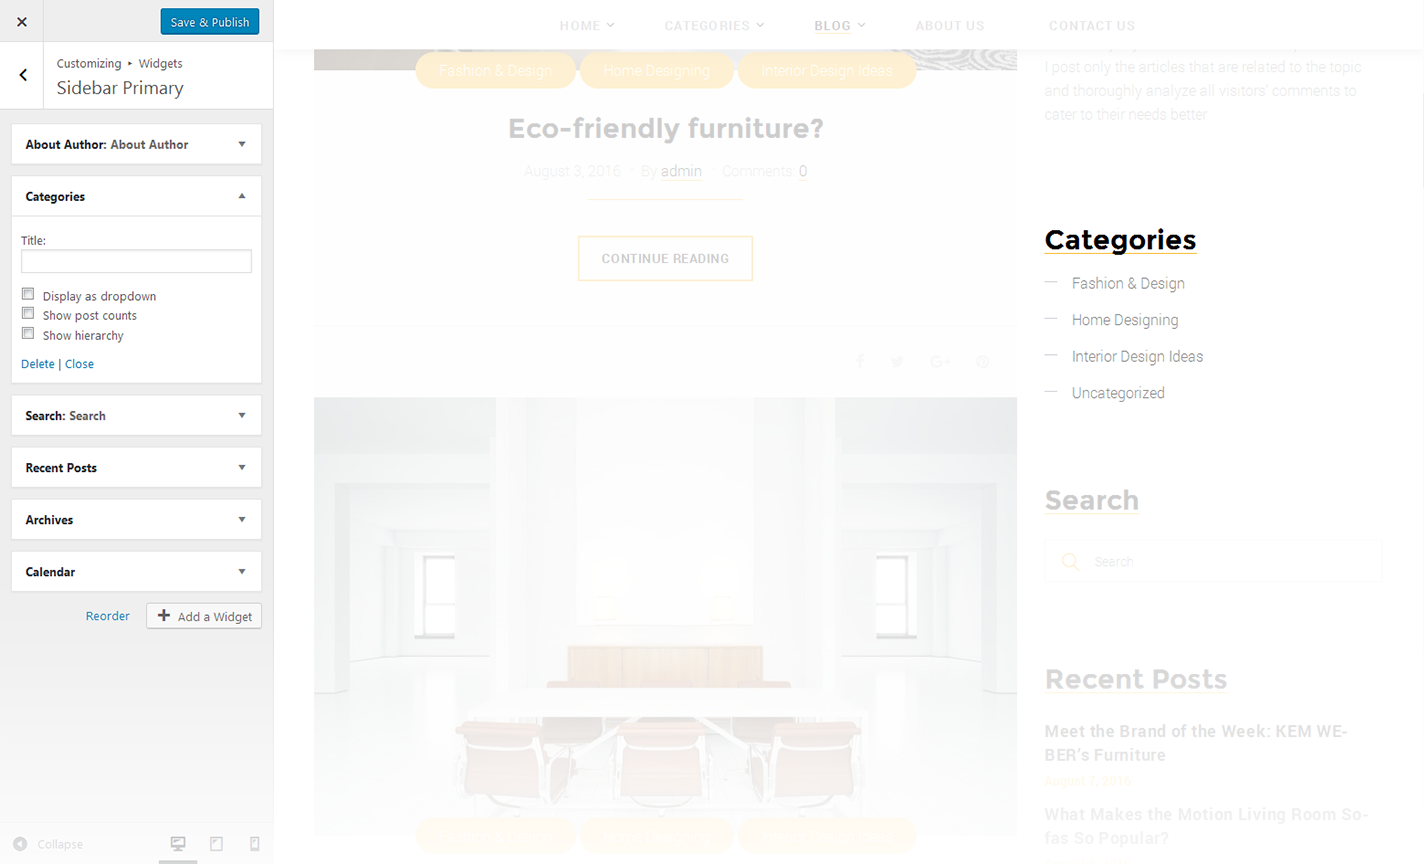 Save & Publish
Customizing ▸ Widgets
Sidebar Primary
About Author: About Author
Categories
Title:
Display as dropdown
Show post counts
Show hierarchy
Delete | Close
Search: Search
Recent Posts
Archives
Calendar
Reorder
Add a Widget
Collapse
HOME
CATEGORIES
BLOG
ABOUT US
CONTACT US
Fashion & Design
Home Designing
Interior Design Ideas
Eco-friendly furniture?
August 3, 2016 · By admin · Comments: 0
CONTINUE READING
I post only the articles that are related to the topic
and thoroughly analyze all visitors' comments to
cater to their needs better
Categories
— Fashion & Design
— Home Designing
— Interior Design Ideas
— Uncategorized
Search
Search
Recent Posts
Meet the Brand of the Week: KEM WE-
BER's Furniture
August 7, 2016
What Makes the Motion Living Room So-
fas So Popular?